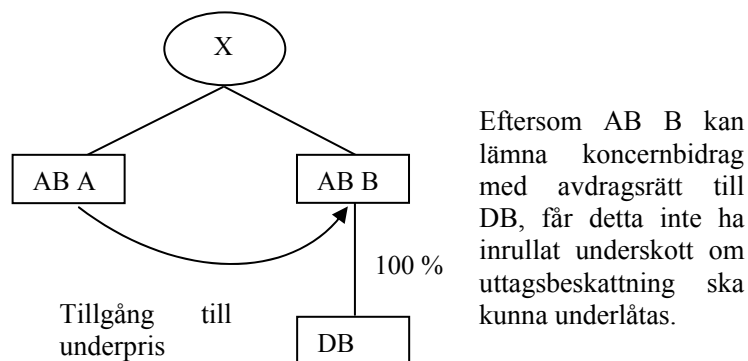 X
AB A
AB B
100 %
Tillgång till
underpris
DB
Eftersom AB B kan
lämna koncernbidrag
med avdragsrätt till
DB, får detta inte ha
inrullat underskott om
uttagsbeskattning ska
kunna underlåtas.